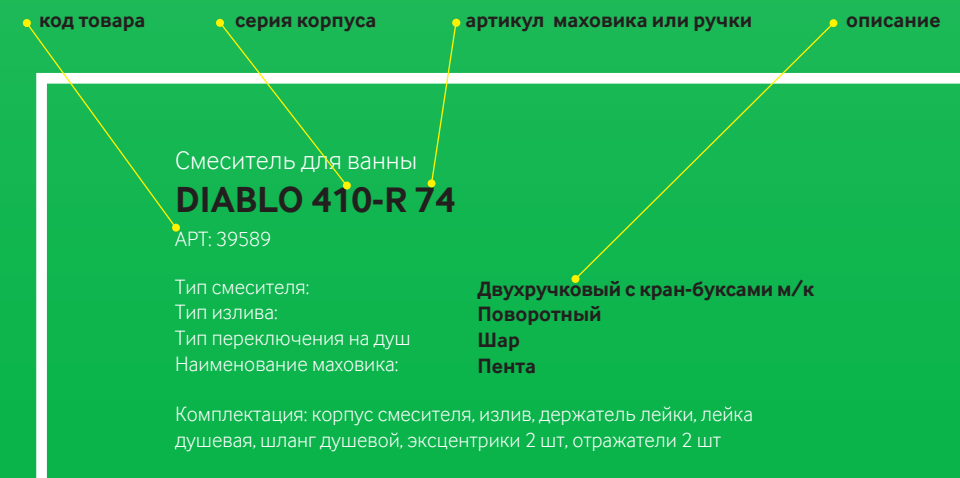 код товара серия корпуса артикул маховика или ручки описание
Смеситель для ванны
DIABLO 410-R 74
АРТ: 39589
Тип смесителя: Двухручковый с кран-буксами м/к
Тип излива: Поворотный
Тип переключения на душ Шар
Наименование маховика: Пента
Комплектация: корпус смесителя, излив, держатель лейки, лейка
душевая, шланг душевой, эксцентрики 2 шт, отражатели 2 шт